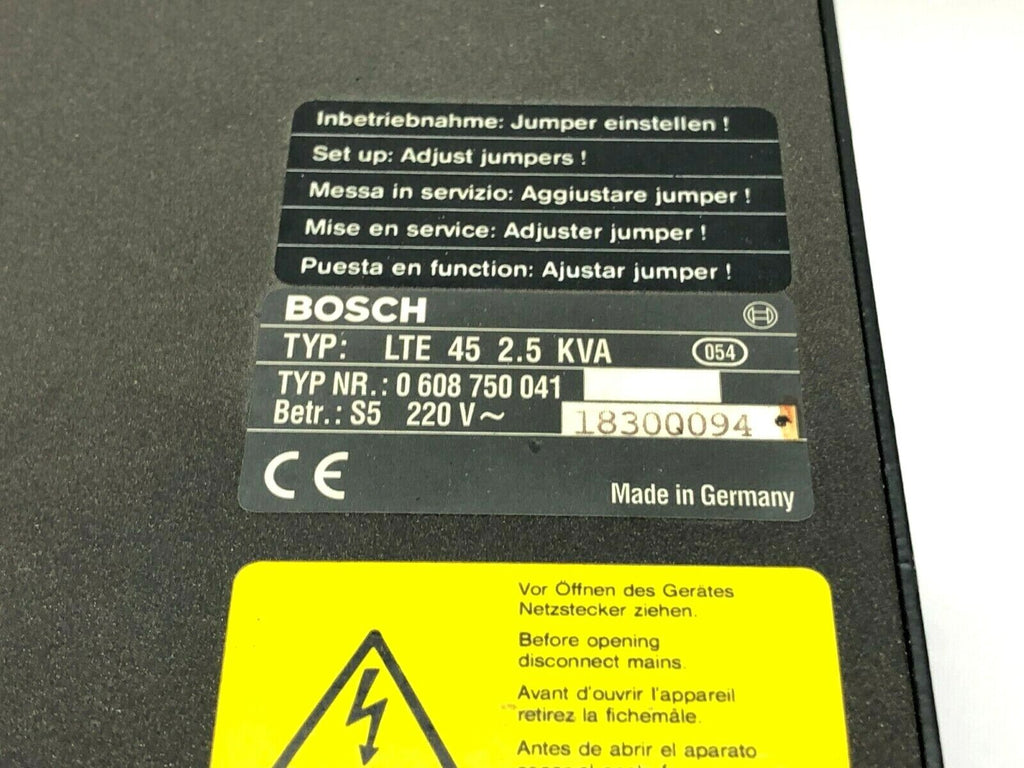 Inbetriebnahme: Jumper einstellen !
Set up: Adjust jumpers !
Messa in servizio: Aggiustare jumper !
Mise en service: Adjuster jumper !
Puesta en function: Ajustar jumper !
BOSCH
TYP: LTE 45 2.5 KVA 054
TYP NR.: 0 608 750 041
Betr.: S5 220 V~ 1830Q094
CE
Made in Germany
Vor Öffnen des Gerätes
Netzstecker ziehen.
Before opening
disconnect mains.
Avant d'ouvrir l'appareil
retirez la fichemâle.
Antes de abrir el aparato